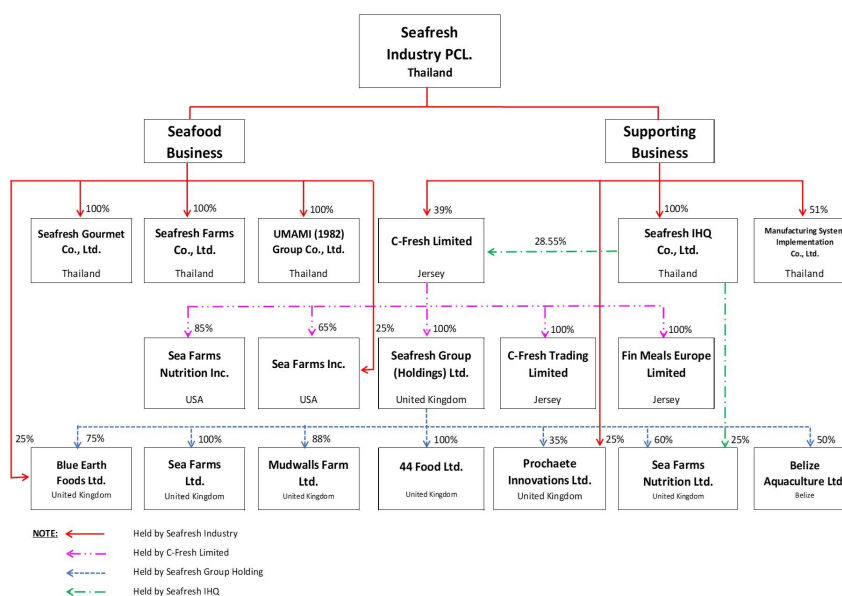 Seafresh
Industry PCL.
Thailand
Seafood
Business
Supporting
Business
100%
100%
100%
39%
100%
51%
Seafresh Gourmet
Co., Ltd.
Thailand
Seafresh Farms
Co., Ltd.
Thailand
UMAMI (1982)
Group Co., Ltd.
Thailand
C-Fresh Limited
Jersey
28.55%
Seafresh IHQ
Co., Ltd.
Thailand
Manufacturing System
Implementation
Co., Ltd.
Thailand
85%
65%
25%
100%
100%
100%
Sea Farms
Nutrition Inc.
USA
Sea Farms Inc.
USA
Seafresh Group
(Holdings) Ltd.
United Kingdom
C-Fresh Trading
Limited
Jersey
Fin Meals Europe
Limited
Jersey
25%
75%
100%
88%
100%
35%
25%
60%
25%
50%
Blue Earth
Foods Ltd.
United Kingdom
Sea Farms
Ltd.
United Kingdom
Mudwalls Farm
Ltd.
United Kingdom
44 Food Ltd.
United Kingdom
Prochaete
Innovations Ltd.
United Kingdom
Sea Farms
Nutrition Ltd.
United Kingdom
Belize
Aquaculture Ltd
Belize
NOTE:
Held by Seafresh Industry
Held by C-Fresh Limited
Held by Seafresh Group Holding
Held by Seafresh IHQ